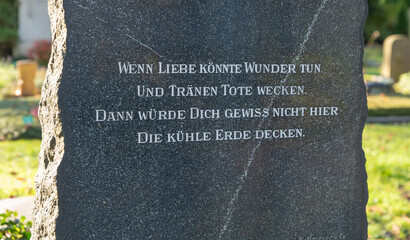 Wenn Liebe könnte Wunder tun
Und Tränen Tote wecken.
Dann würde Dich gewiss nicht hier
Die kühle Erde decken.